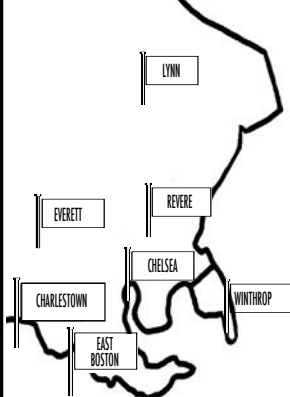 LYNN
REVERE
EVERETT
CHELSEA
CHARLESTOWN
WINTHROP
EAST
BOSTON